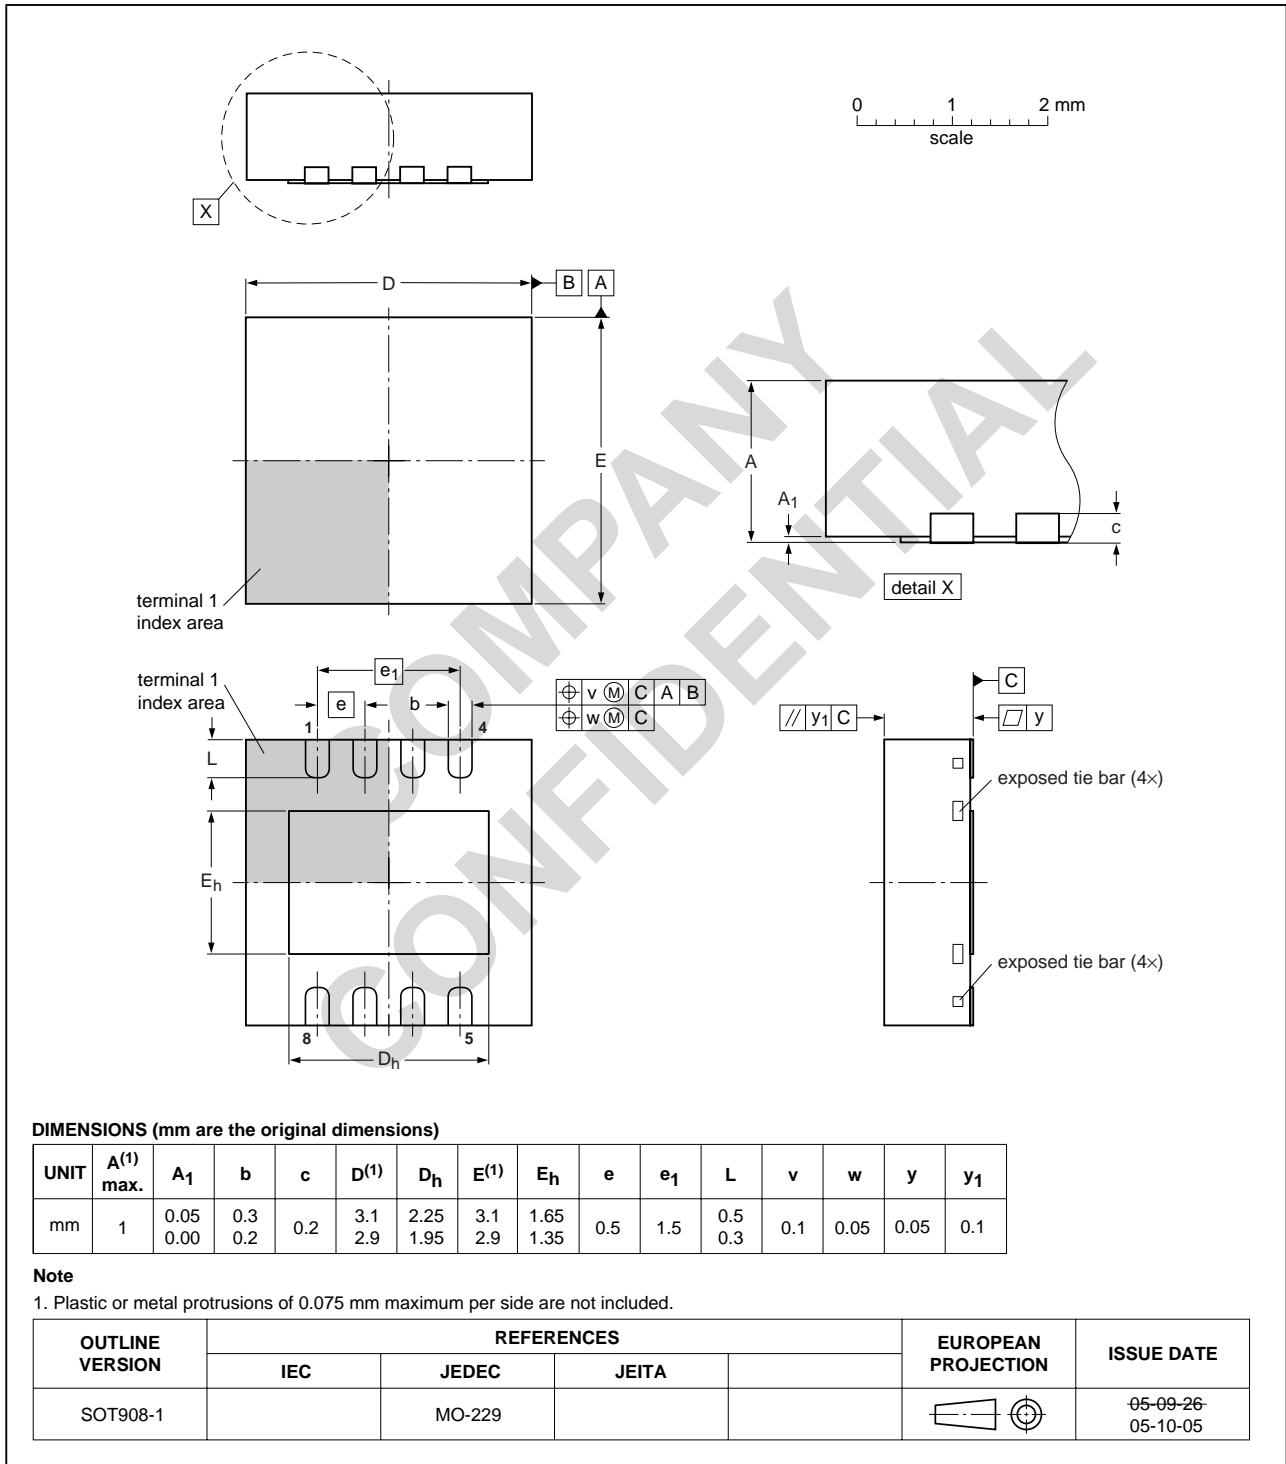 0 1 2 mm
scale
X
D
B A
E
terminal 1
index area
A
A1
c
detail X
terminal 1
index area
e1
e
b
v M C A B
w M C
1
4
L
Eh
8
5
Dh
C
// y1 C
y
exposed tie bar (4×)
exposed tie bar (4×)
COMPANY
CONFIDENTIAL
DIMENSIONS (mm are the original dimensions)
UNIT A(1) max. A1 b c D(1) Dh E(1) Eh e e1 L v w y y1
mm 1 0.05 0.00 0.3 0.2 0.2 3.1 2.9 2.25 1.95 3.1 2.9 1.65 1.35 0.5 1.5 0.5 0.3 0.1 0.05 0.05 0.1
Note
1. Plastic or metal protrusions of 0.075 mm maximum per side are not included.
OUTLINE VERSION REFERENCES EUROPEAN PROJECTION ISSUE DATE
IEC JEDEC JEITA
SOT908-1 MO-229 05-09-26
05-10-05